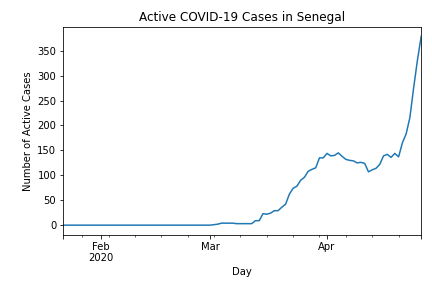 Active COVID-19 Cases in Senegal
Number of Active Cases
350
300
250
200
150
100
50
0
Feb
2020
Mar
Apr
Day